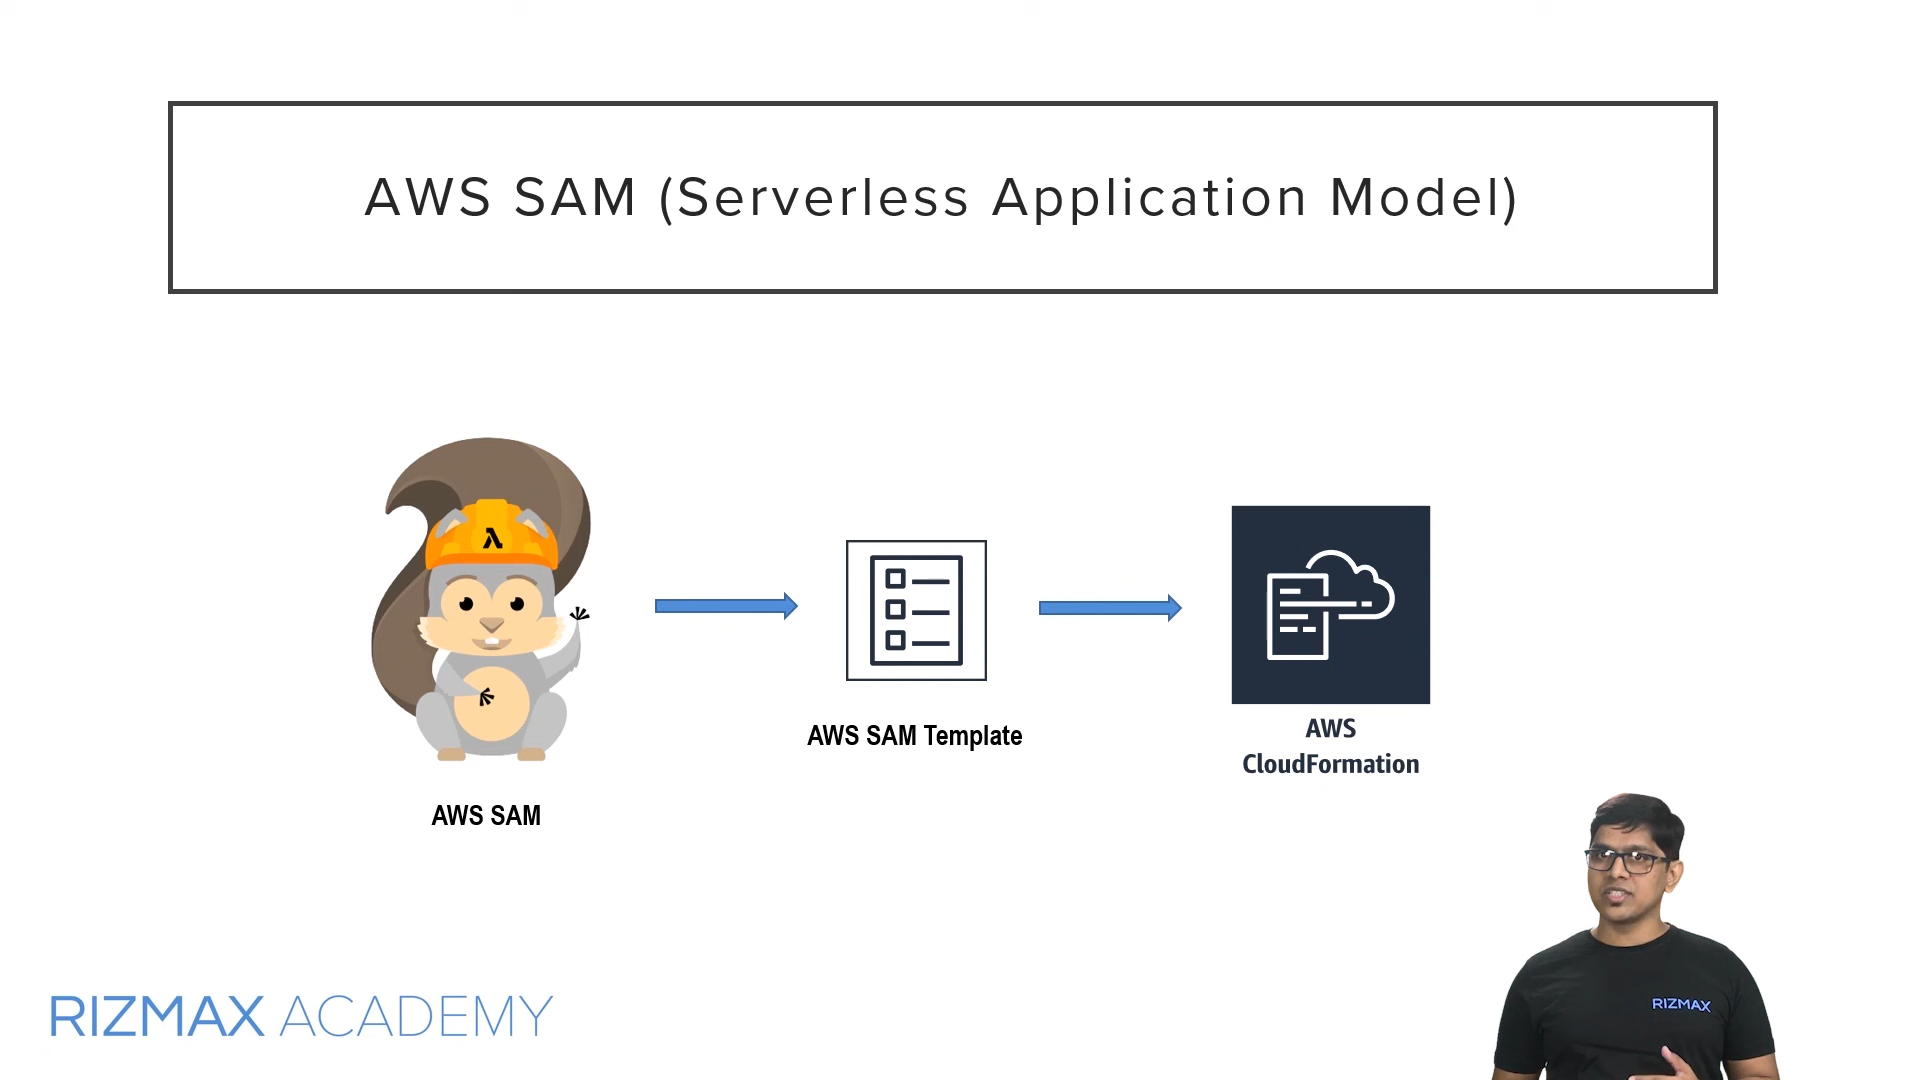 AWS SAM (Serverless Application Model)
λ
AWS SAM
AWS SAM Template
AWS
CloudFormation
RIZMAX ACADEMY
RIZMAX